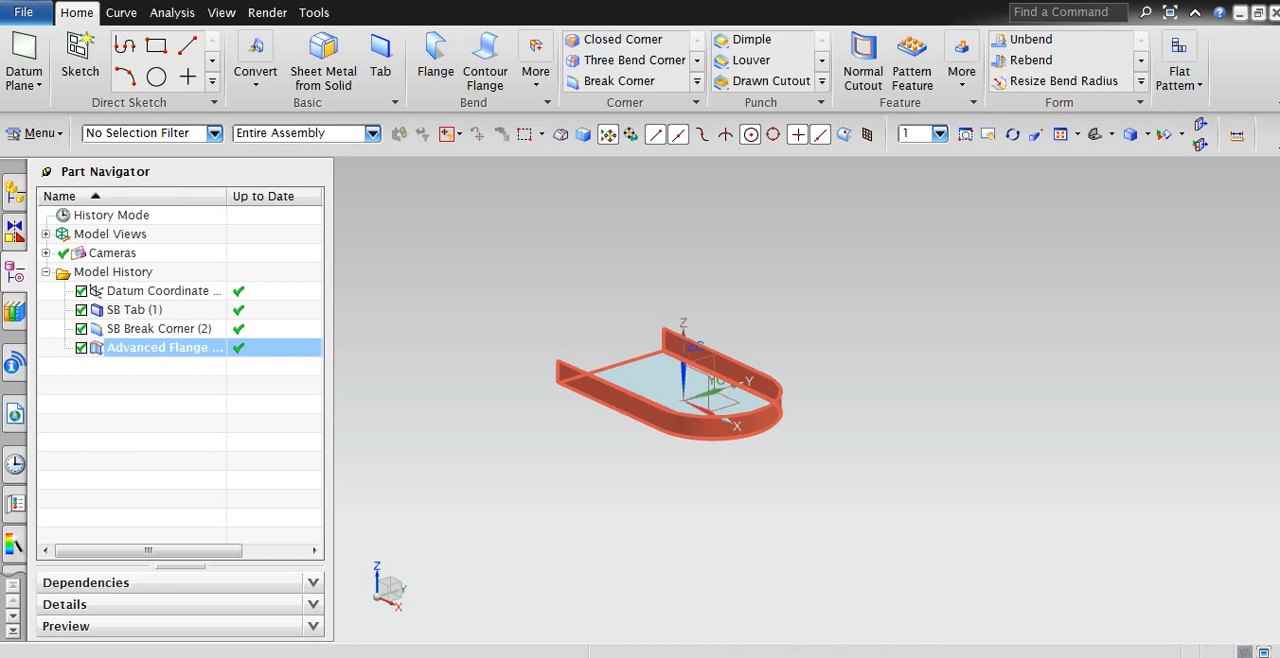 File Home Curve Analysis View Render Tools Find a Command
Datum Plane
Sketch
Direct Sketch
Convert
Sheet Metal from Solid
Tab
Basic
Flange
Contour Flange
More
Bend
Closed Corner
Three Bend Corner
Break Corner
Corner
Dimple
Louver
Drawn Cutout
Punch
Normal Cutout
Pattern Feature
More
Feature
Unbend
Rebend
Resize Bend Radius
Form
Flat Pattern
Menu No Selection Filter Entire Assembly 1
Part Navigator
Name Up to Date
History Mode
Model Views
Cameras
Model History
Datum Coordinate ...
SB Tab (1)
SB Break Corner (2)
Advanced Flange ...
Dependencies
Details
Preview
Z
Y
X
Z
Y
X